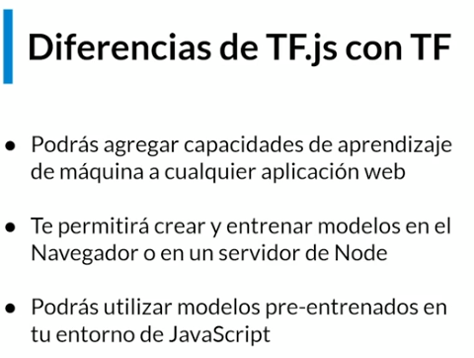 Diferencias de TF.js con TF
● Podrás agregar capacidades de aprendizaje
de máquina a cualquier aplicación web
● Te permitirá crear y entrenar modelos en el
Navegador o en un servidor de Node
● Podrás utilizar modelos pre-entrenados en
tu entorno de JavaScript